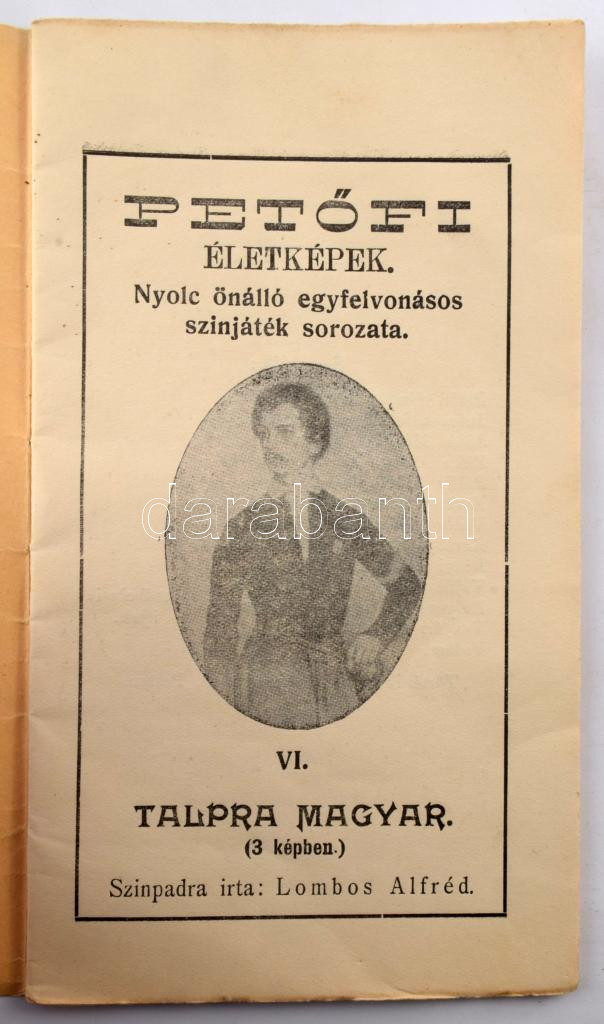 PETŐFI
ÉLETKÉPEK.
Nyolc önálló egyfelvonásos
szinjáték sorozata.
darabanth
VI.
TALPRA MAGYAR.
(3 képben.)
Szinpadra irta: Lombos Alfréd.